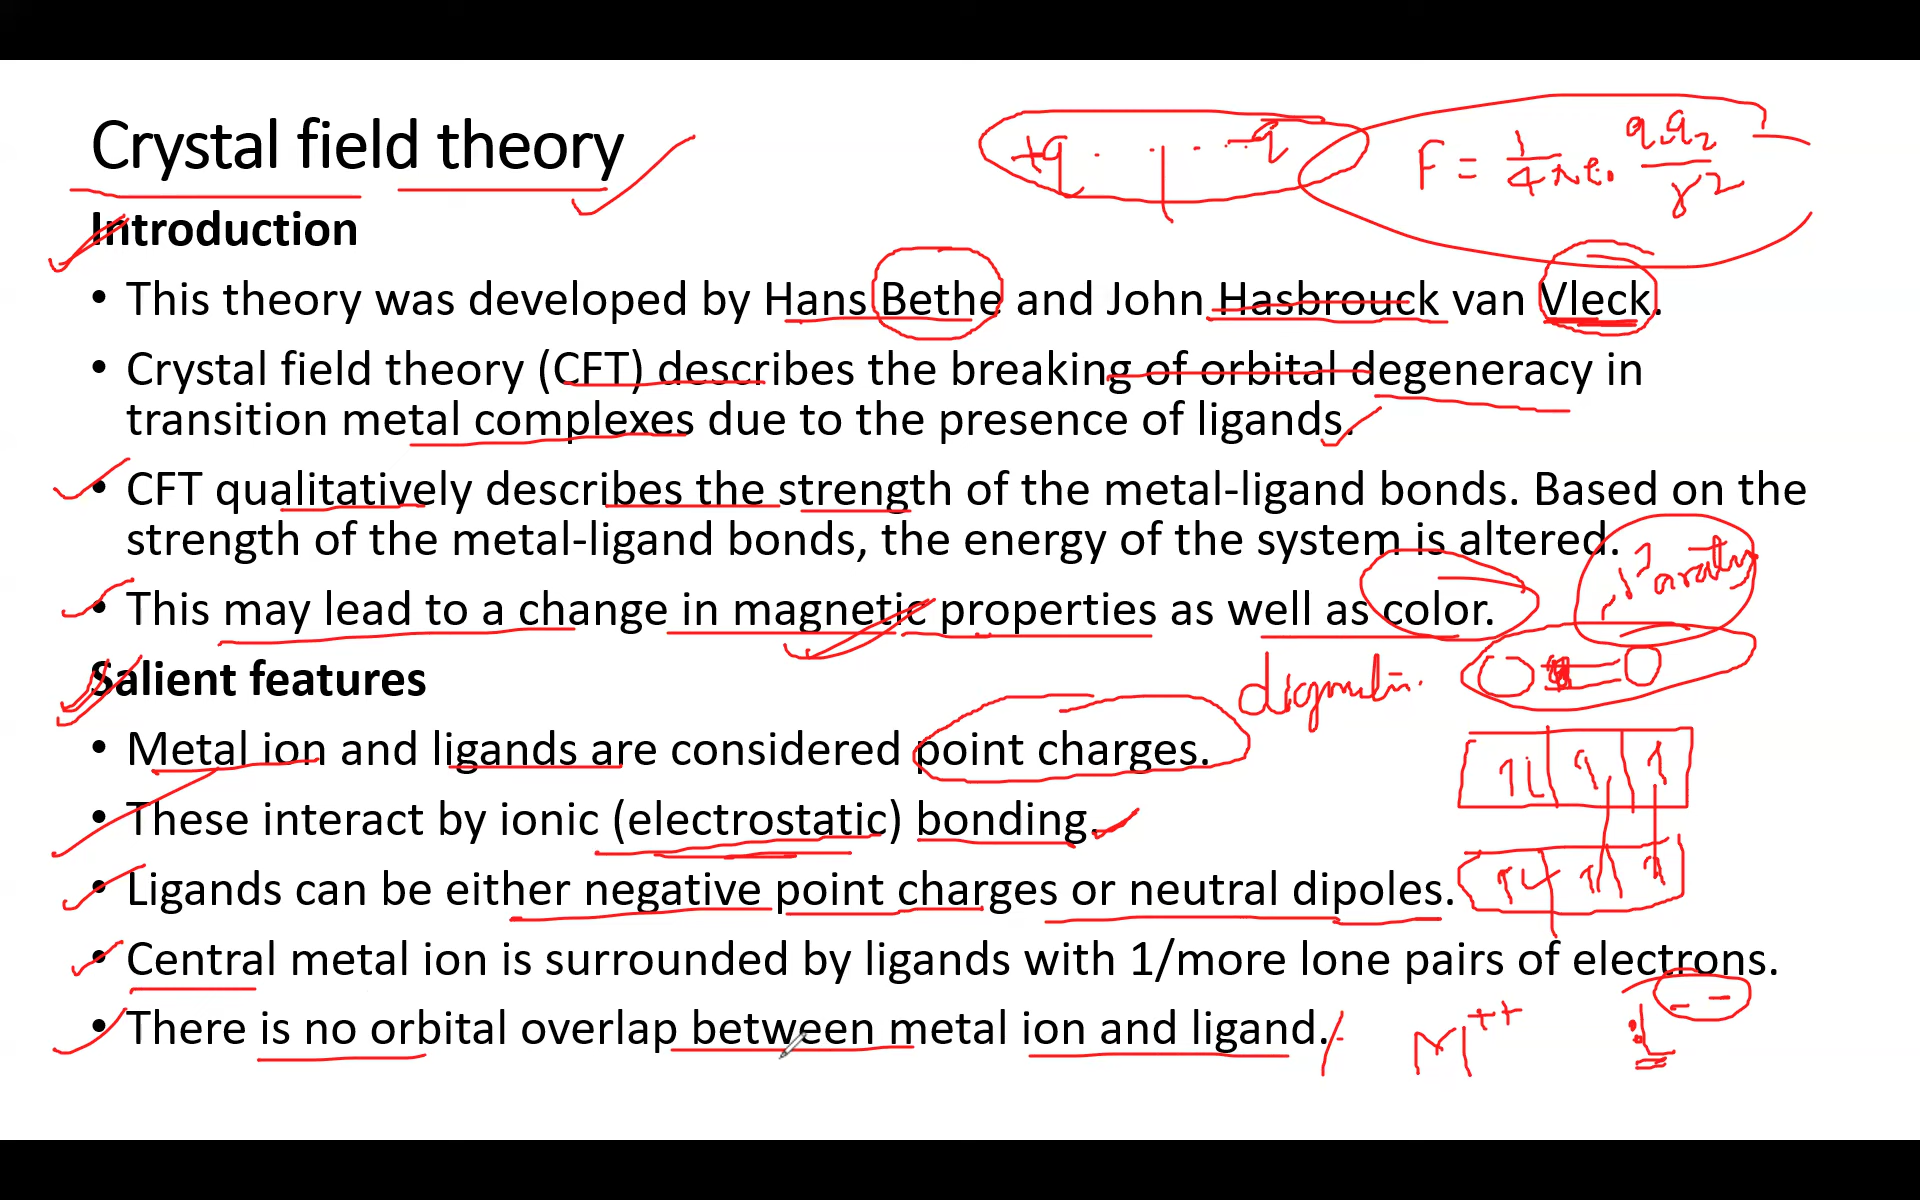 Crystal field theory
+q -q
F = 1/4πε₀ q₁q₂/r²
Introduction
• This theory was developed by Hans Bethe and John Hasbrouck van Vleck.
• Crystal field theory (CFT) describes the breaking of orbital degeneracy in
transition metal complexes due to the presence of ligands.
• CFT qualitatively describes the strength of the metal-ligand bonds. Based on the
strength of the metal-ligand bonds, the energy of the system is altered.
• This may lead to a change in magnetic properties as well as color.
Salient features
• Metal ion and ligands are considered point charges.
• These interact by ionic (electrostatic) bonding.
• Ligands can be either negative point charges or neutral dipoles.
• Central metal ion is surrounded by ligands with 1/more lone pairs of electrons.
• There is no orbital overlap between metal ion and ligand.
M++